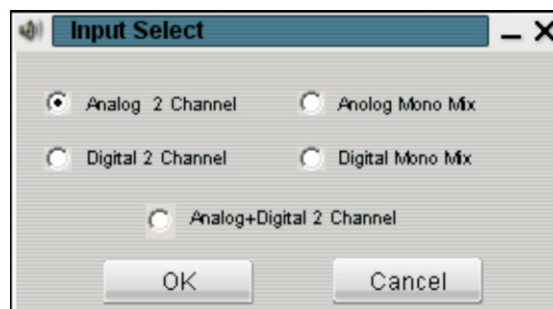 Input Select
Analog 2 Channel
Anolog Mono Mix
Digital 2 Channel
Digital Mono Mix
Analog+Digital 2 Channel
OK
Cancel